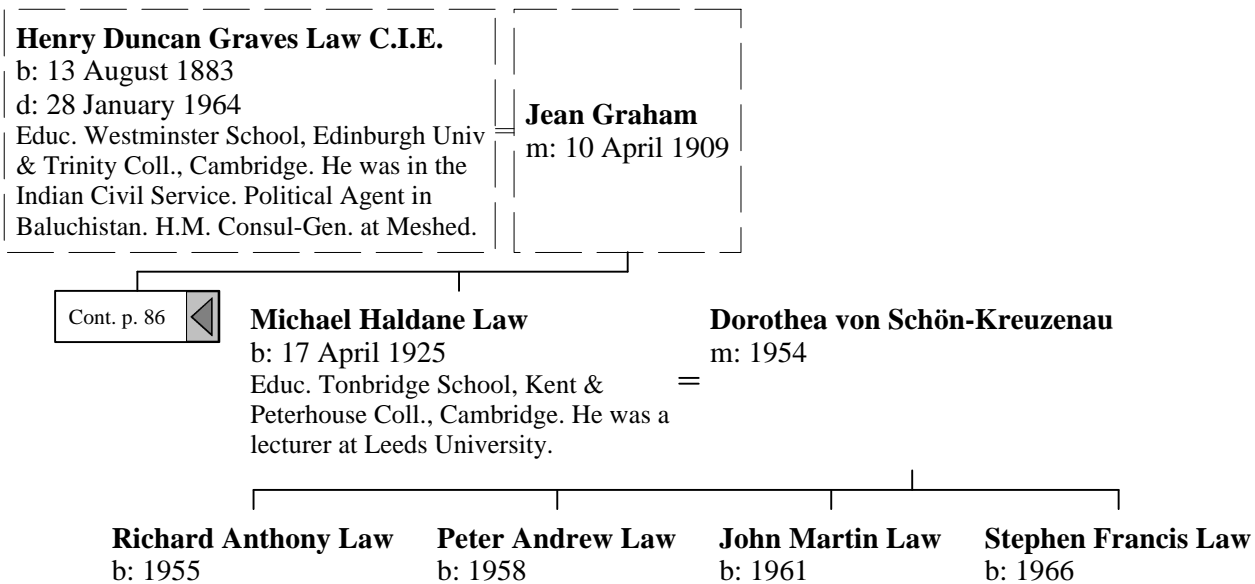 Henry Duncan Graves Law C.I.E.
b: 13 August 1883
d: 28 January 1964
Educ. Westminster School, Edinburgh Univ
& Trinity Coll., Cambridge. He was in the
Indian Civil Service. Political Agent in
Baluchistan. H.M. Consul-Gen. at Meshed.
=
Jean Graham
m: 10 April 1909
Cont. p. 86
Michael Haldane Law
b: 17 April 1925
Educ. Tonbridge School, Kent &
Peterhouse Coll., Cambridge. He was a
lecturer at Leeds University.
=
Dorothea von Schön-Kreuzenau
m: 1954
Richard Anthony Law
b: 1955
Peter Andrew Law
b: 1958
John Martin Law
b: 1961
Stephen Francis Law
b: 1966